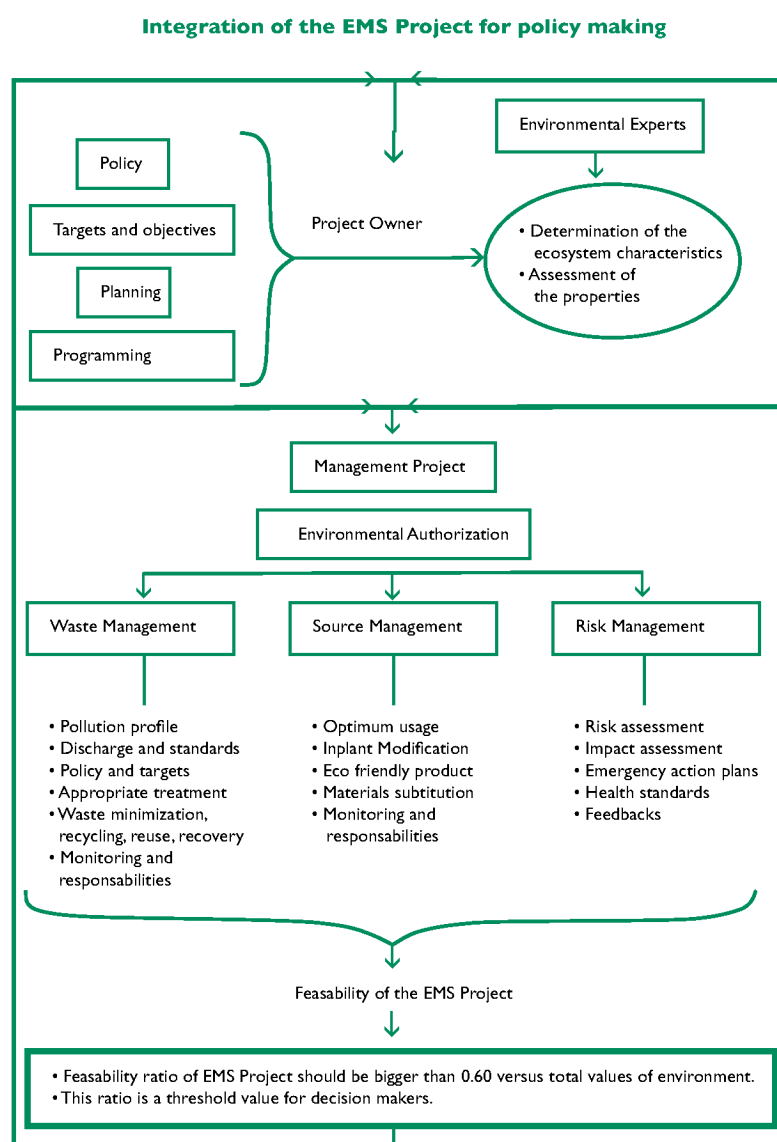 Integration of the EMS Project for policy making
Environmental Experts
Policy
Targets and objectives
Planning
Programming
Project Owner
• Determination of the
ecosystem characteristics
• Assessment of
the properties
Management Project
Environmental Authorization
Waste Management
Source Management
Risk Management
• Pollution profile
• Discharge and standards
• Policy and targets
• Appropriate treatment
• Waste minimization,
recycling, reuse, recovery
• Monitoring and
responsabilities
• Optimum usage
• Inplant Modification
• Eco friendly product
• Materials subtitution
• Monitoring and
responsabilities
• Risk assessment
• Impact assessment
• Emergency action plans
• Health standards
• Feedbacks
Feasability of the EMS Project
• Feasability ratio of EMS Project should be bigger than 0.60 versus total values of environment.
• This ratio is a threshold value for decision makers.